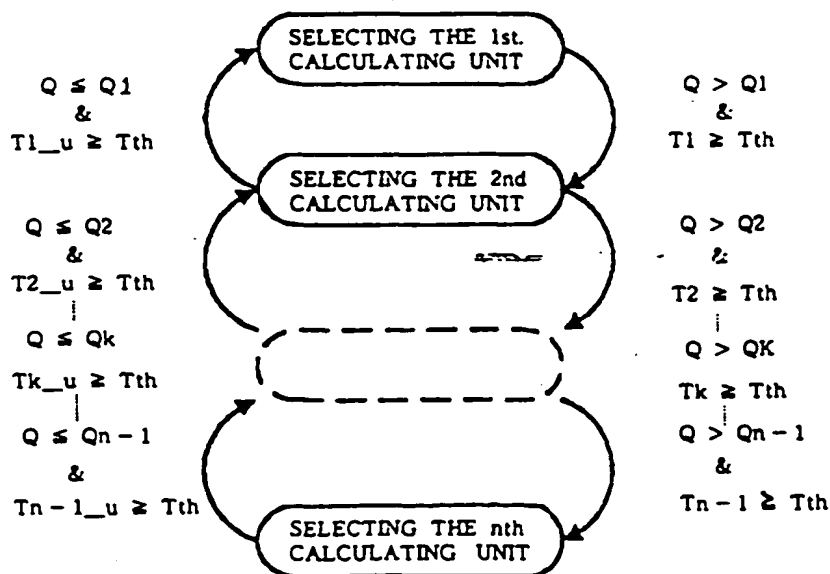 SELECTING THE 1st.
CALCULATING UNIT
Q ≦ Q1
&
T1_u ≧ Tth
Q > Q1
&
T1 ≧ Tth
SELECTING THE 2nd
CALCULATING UNIT
Q ≦ Q2
&
T2_u ≧ Tth
Q ≦ Qk
Tk_u ≧ Tth
Q ≦ Qn-1
&
Tn-1_u ≧ Tth
Q > Q2
&
T2 ≧ Tth
Q > QK
Tk ≧ Tth
Q > Qn-1
&
Tn-1 ≧ Tth
SELECTING THE nth
CALCULATING UNIT